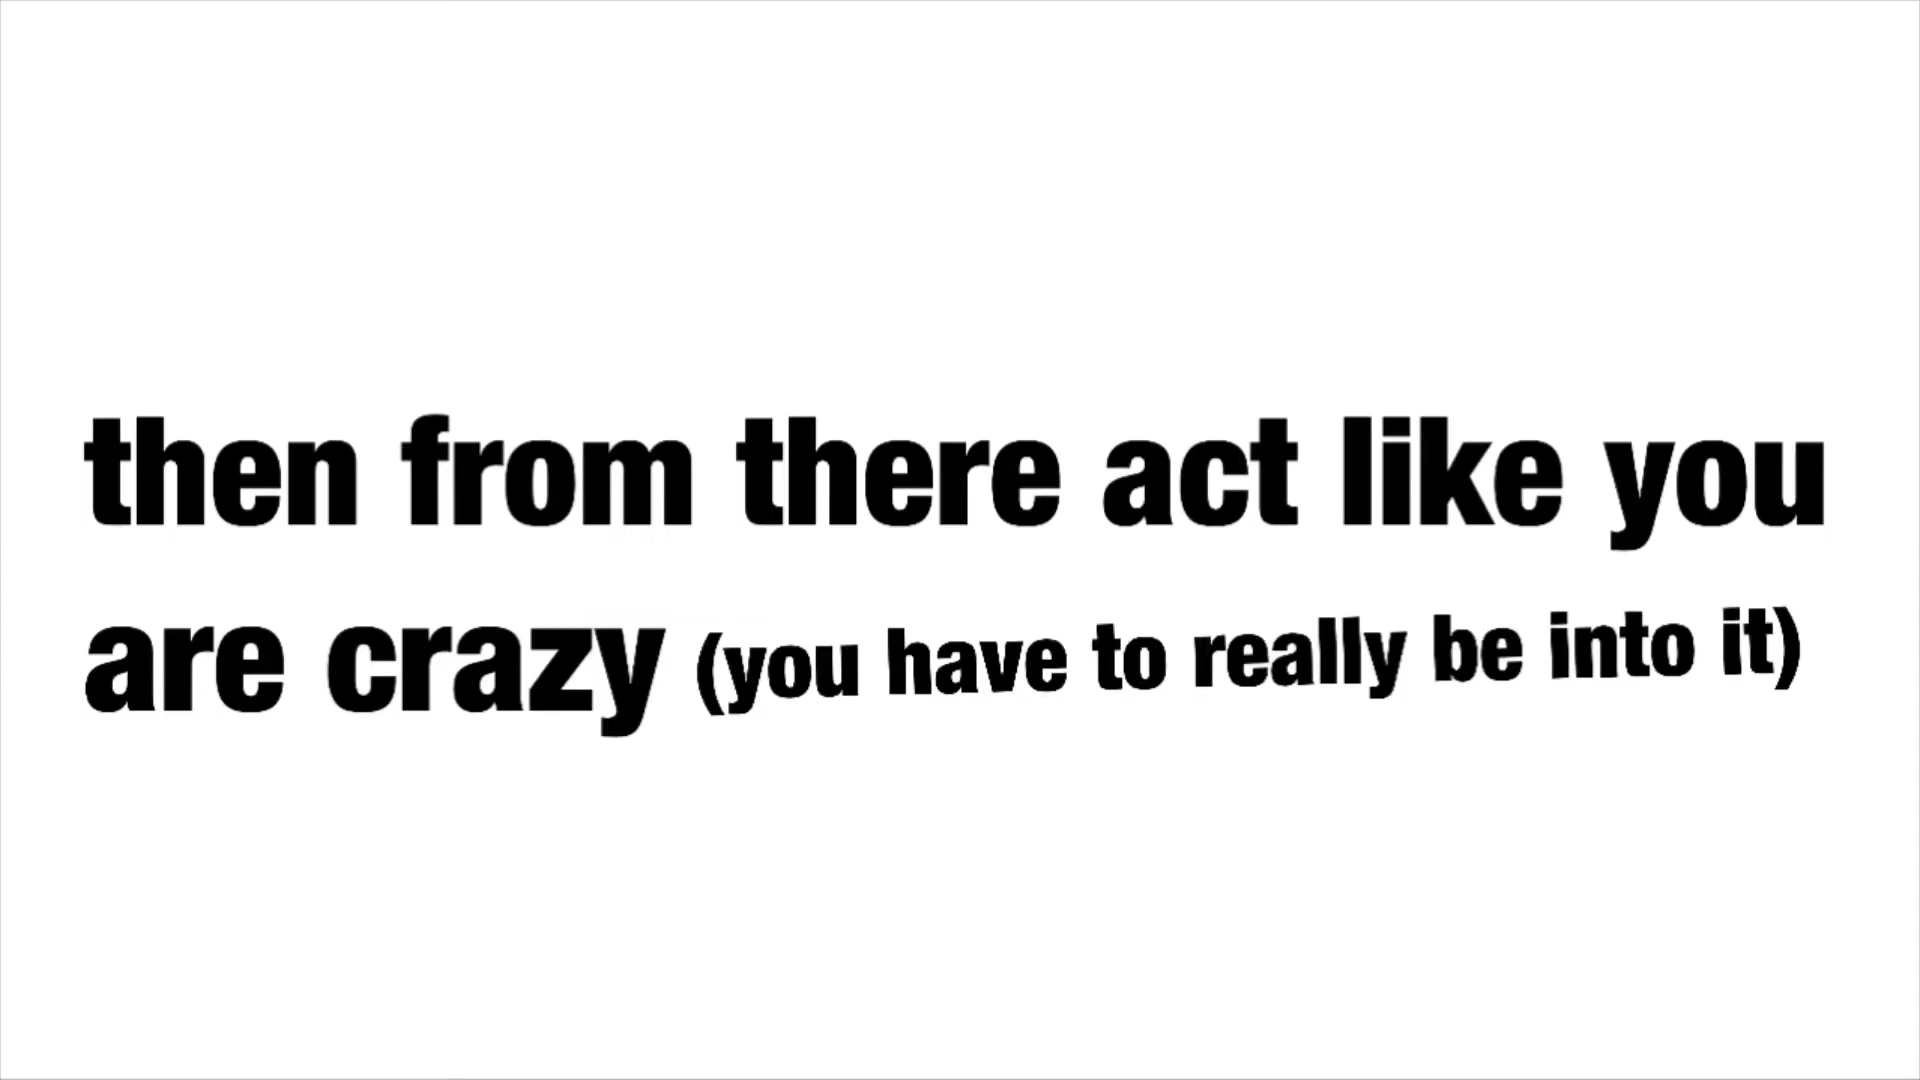 then from there act like you
are crazy (you have to really be into it)